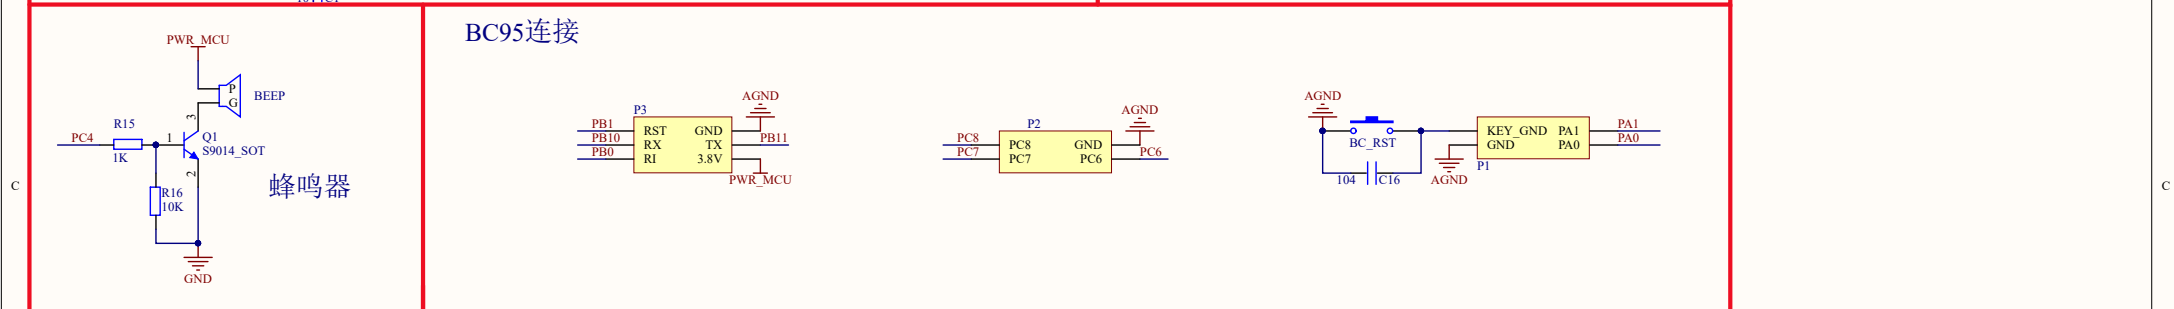 BC95连接
PWR_MCU
P
G
BEEP
3
R15
PC4
1K
1
Q1
S9014_SOT
2
R16
10K
蜂鸣器
GND
P3
AGND
PB1
RST
GND
PB10
RX
TX
PB11
PB0
RI
3.8V
PWR_MCU
P2
AGND
PC8
PC8
GND
PC7
PC7
PC6
PC6
AGND
BC_RST
104
C16
KEY_GND
PA1
PA1
GND
PA0
PA0
AGND
P1
C
C